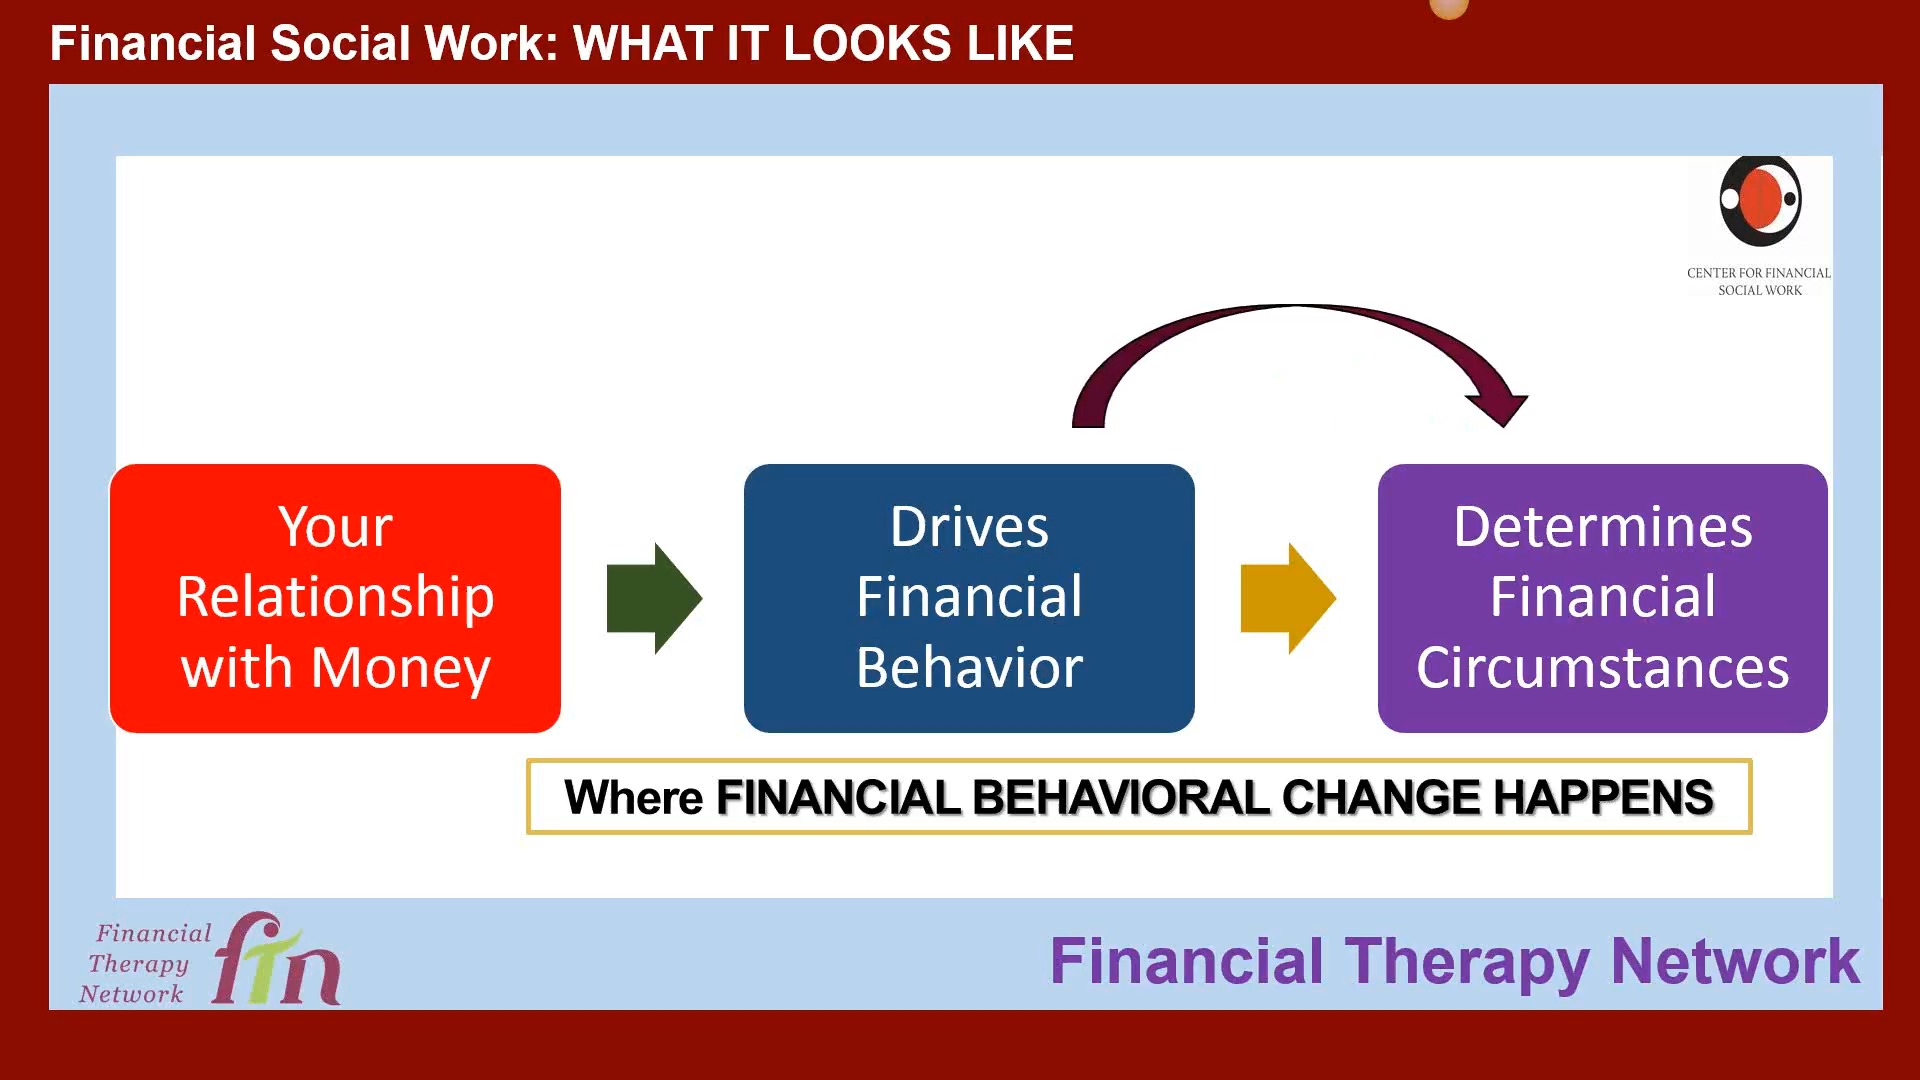 Financial Social Work: WHAT IT LOOKS LIKE
CENTER FOR FINANCIAL
SOCIAL WORK
Your
Relationship
with Money
Drives
Financial
Behavior
Determines
Financial
Circumstances
Where FINANCIAL BEHAVIORAL CHANGE HAPPENS
Financial
Therapy
Network
ftn
Financial Therapy Network